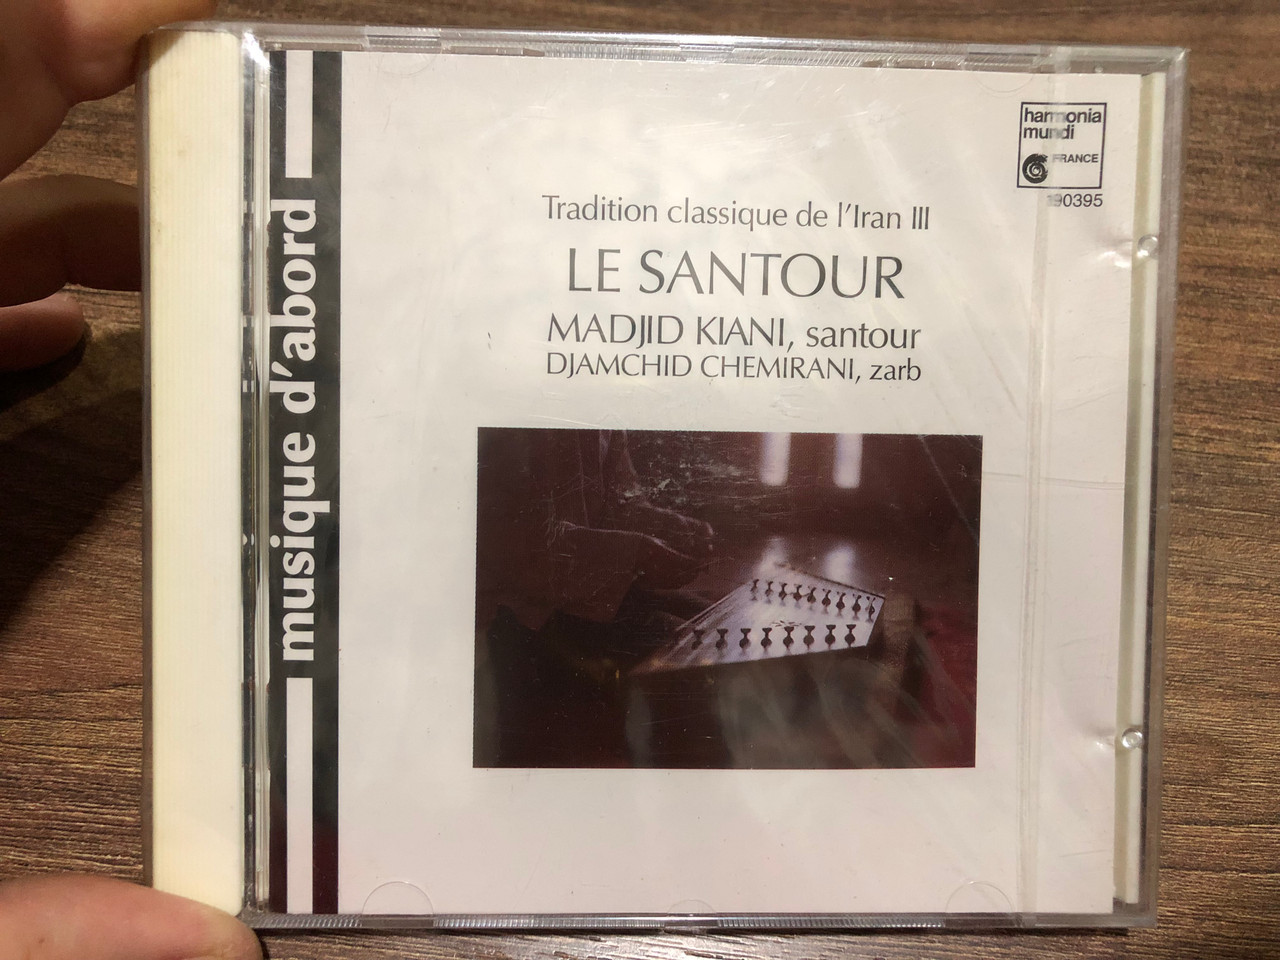 musique d'abord
harmonia
mundi
FRANCE
190395
Tradition classique de l'Iran III
LE SANTOUR
MADJID KIANI, santour
DJAMCHID CHEMIRANI, zarb